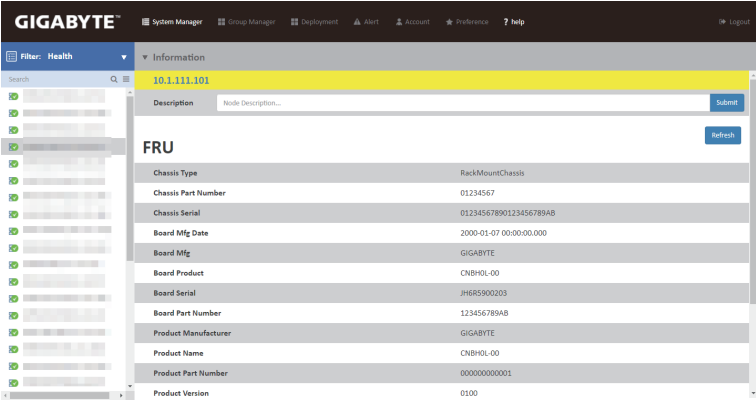 GIGABYTE™ System Manager Group Manager Deployment Alert Account Preference ? help Logout
Filter: Health
Information
Search
10.1.111.101
Description Node Description... Submit
Refresh
FRU
Chassis Type RackMountChassis
Chassis Part Number 01234567
Chassis Serial 01234567890123456789AB
Board Mfg Date 2000-01-07 00:00:00.000
Board Mfg GIGABYTE
Board Product CNBH0L-00
Board Serial JH6R5900203
Board Part Number 123456789AB
Product Manufacturer GIGABYTE
Product Name CNBH0L-00
Product Part Number 000000000001
Product Version 0100